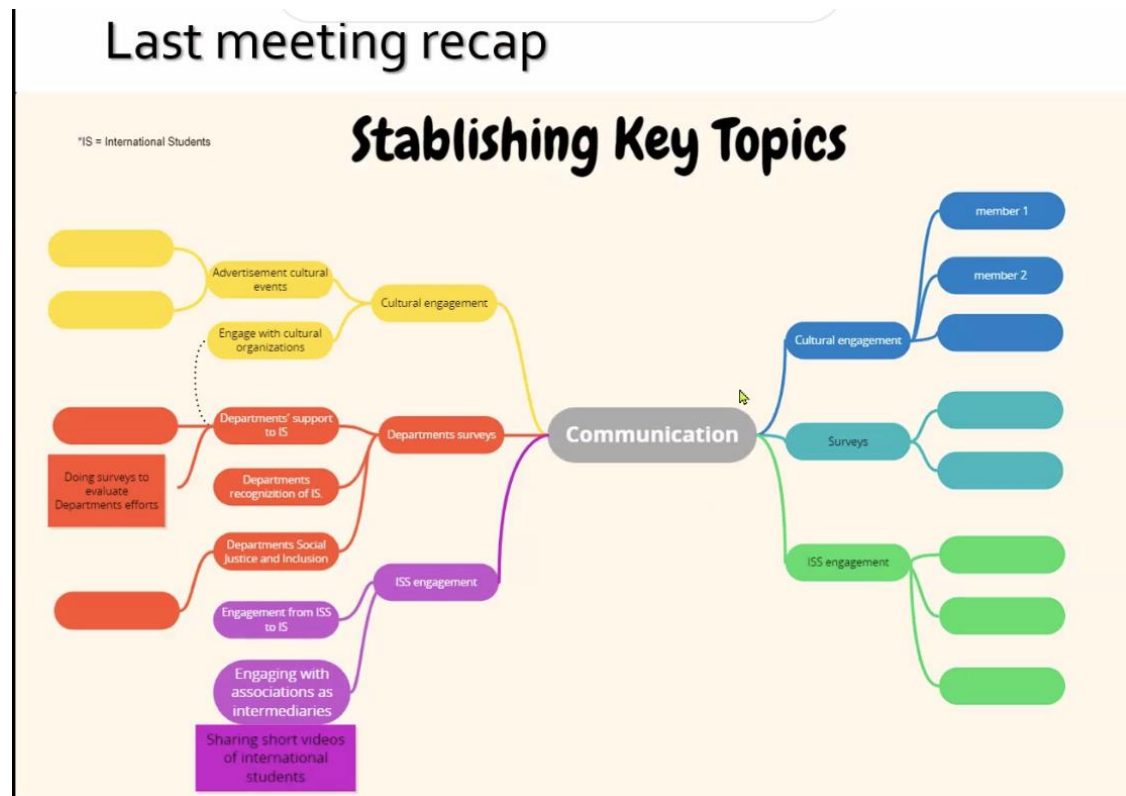 Last meeting recap
*IS = International Students
Stablishing Key Topics
Advertisement cultural
events
Engage with cultural
organizations
Cultural engagement
Departments' support
to IS
Doing surveys to
evaluate
Departments efforts
Departments
recognizition of IS.
Departments Social
Justice and Inclusion
Departments surveys
Engagement from ISS
to IS
Engaging with
associations as
intermediaries
Sharing short videos
of international
students
ISS engagement
Communication
Cultural engagement
member 1
member 2
Surveys
ISS engagement